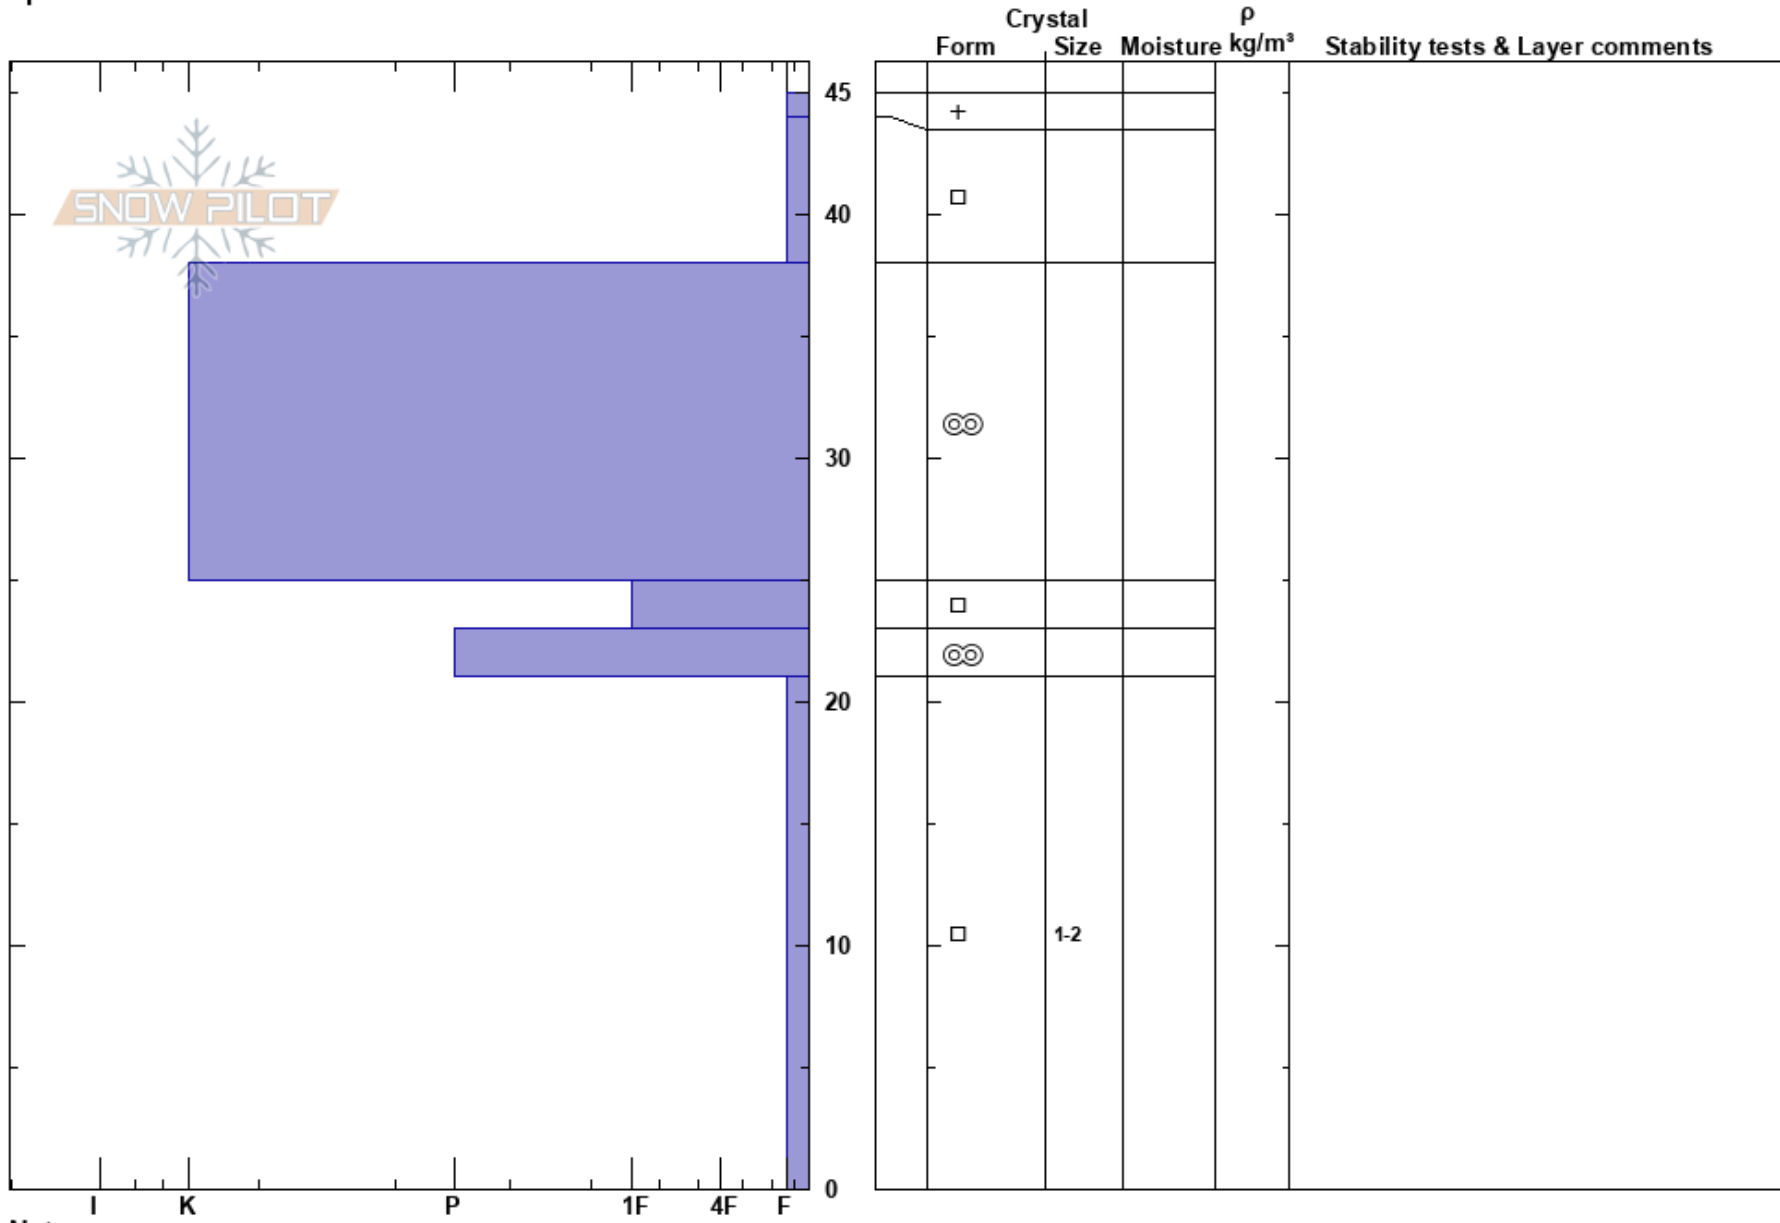 Crystal
ρ
Form Size Moisture kg/m³ Stability tests & Layer comments
45
SNOW PILOT
40
30
20
10
1-2
0
I K P 1F 4F F